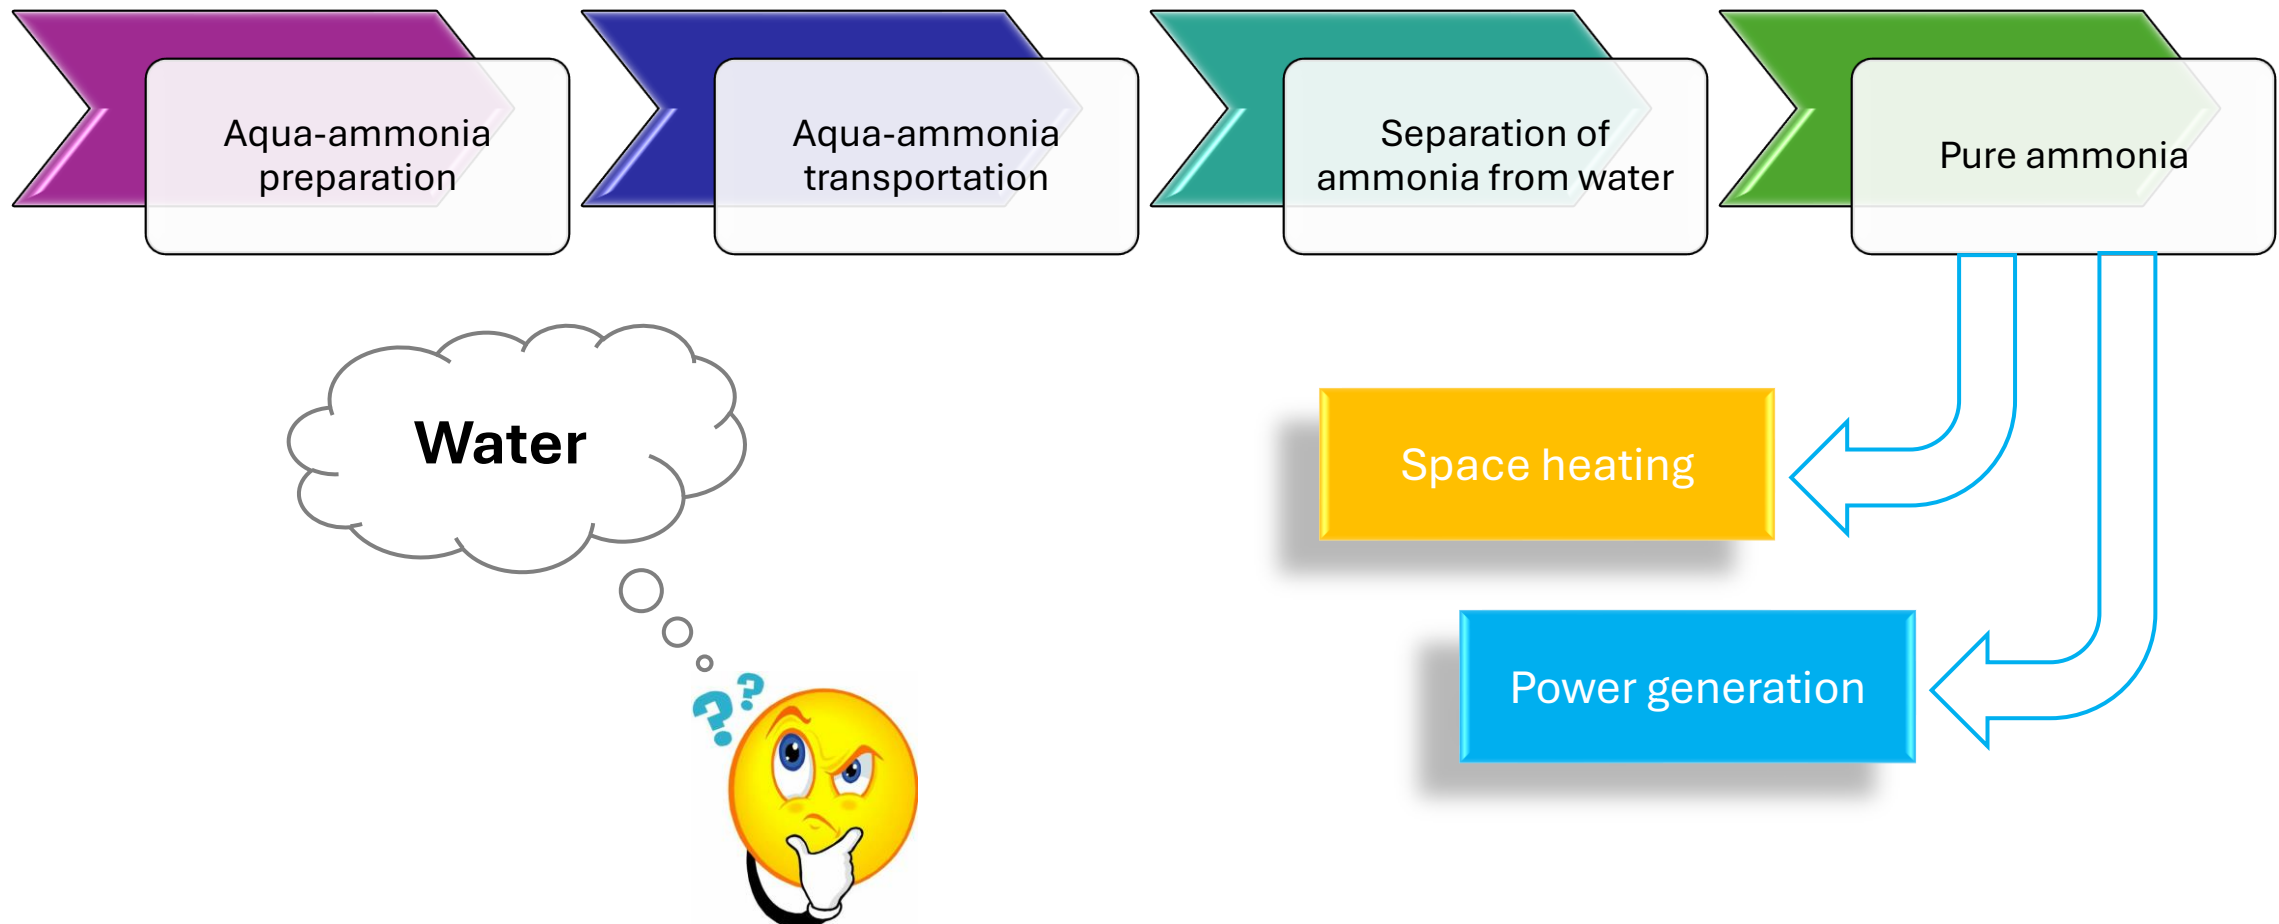 Aqua-ammonia
preparation
Aqua-ammonia
transportation
Separation of
ammonia from water
Pure ammonia
Water
Space heating
Power generation
??